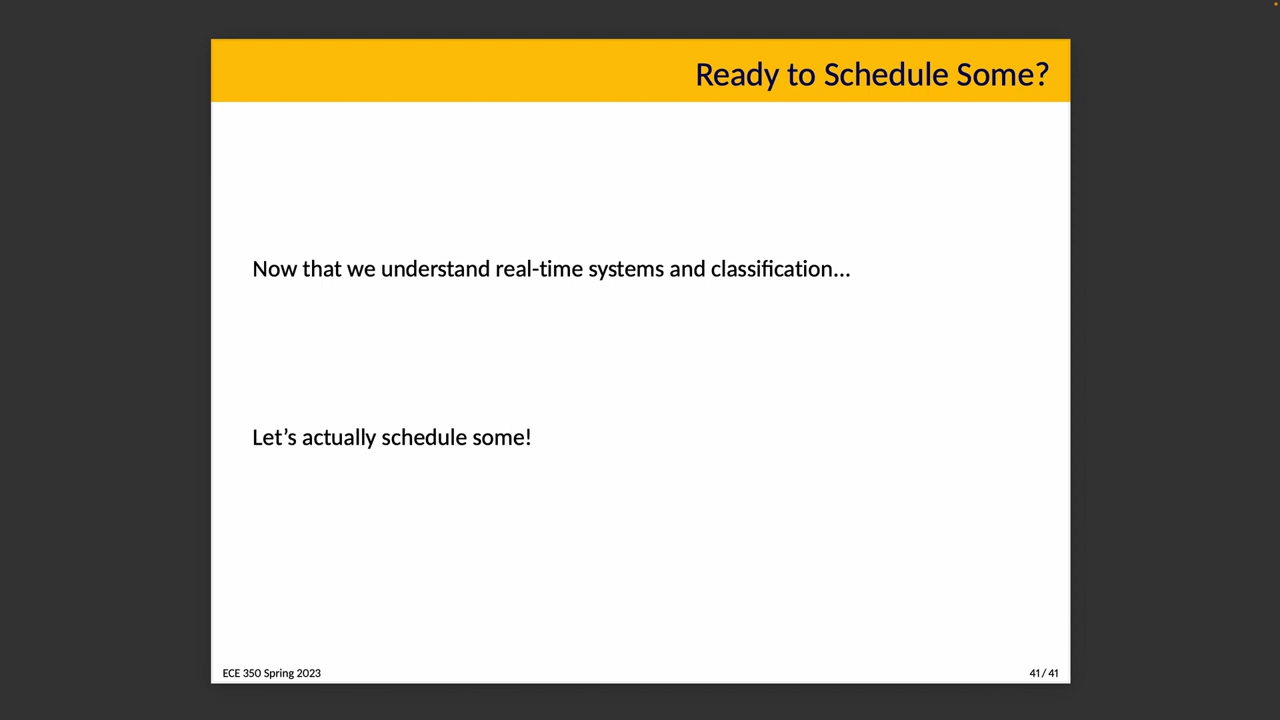 Ready to Schedule Some?
Now that we understand real-time systems and classification...
Let’s actually schedule some!
ECE 350 Spring 2023
41 / 41